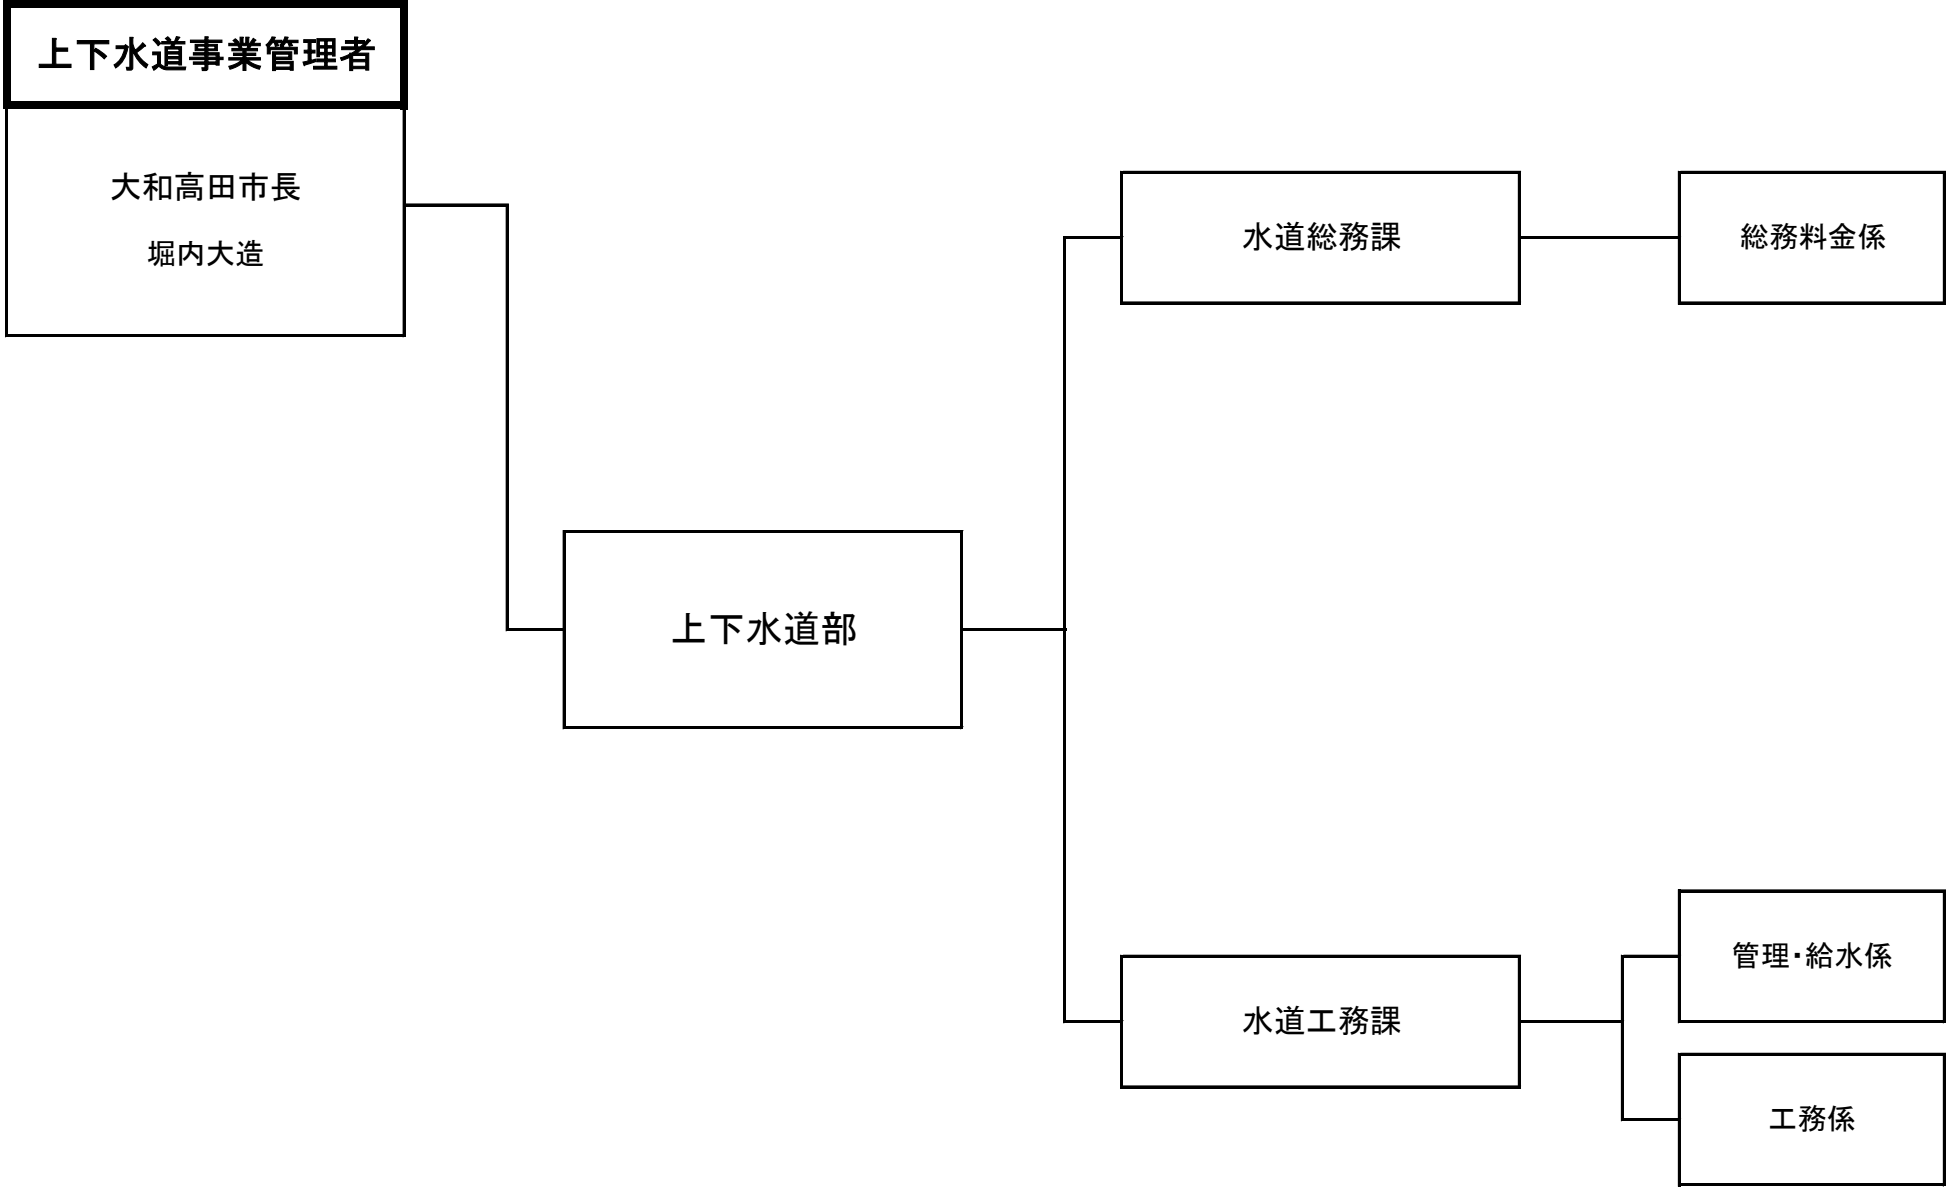 上下水道事業管理者
大和高田市長
堀内大造
上下水道部
水道総務課
総務料金係
水道工務課
管理・給水係
工務係